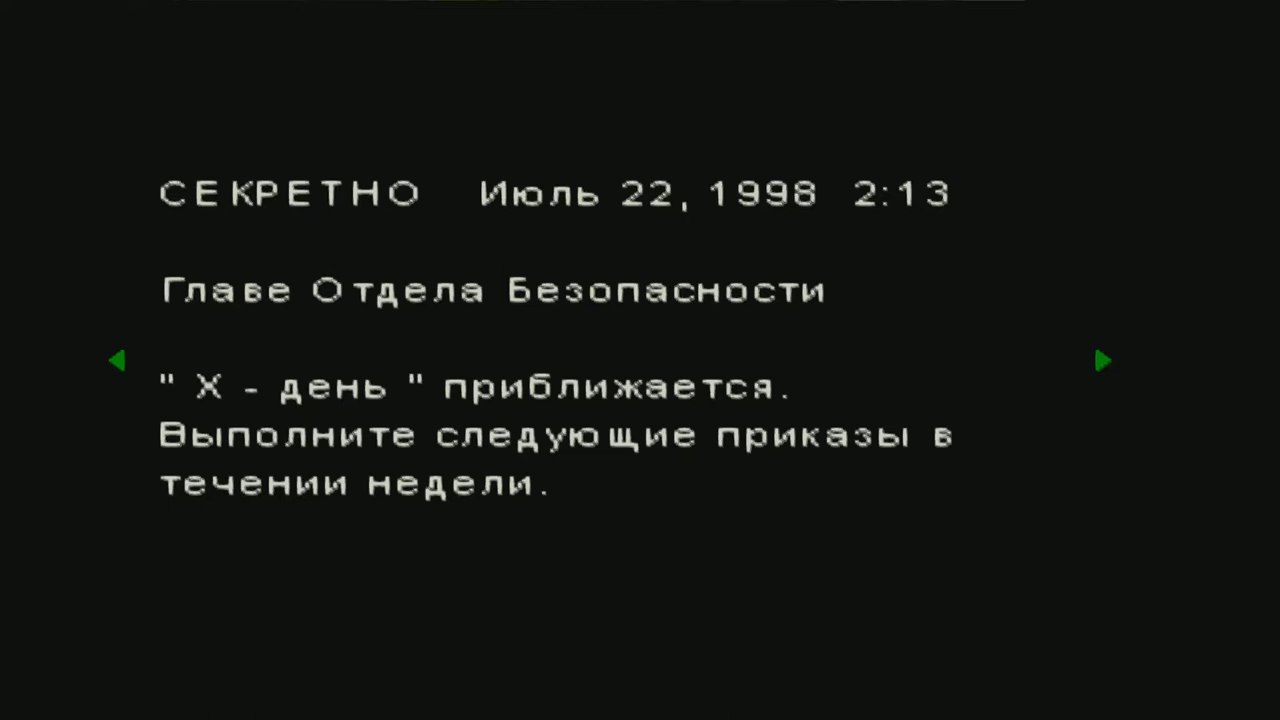 СЕКРЕТНО Июль 22, 1998 2:13
Главе Отдела Безопасности
" Х - день " приближается.
Выполните следующие приказы в
течении недели.